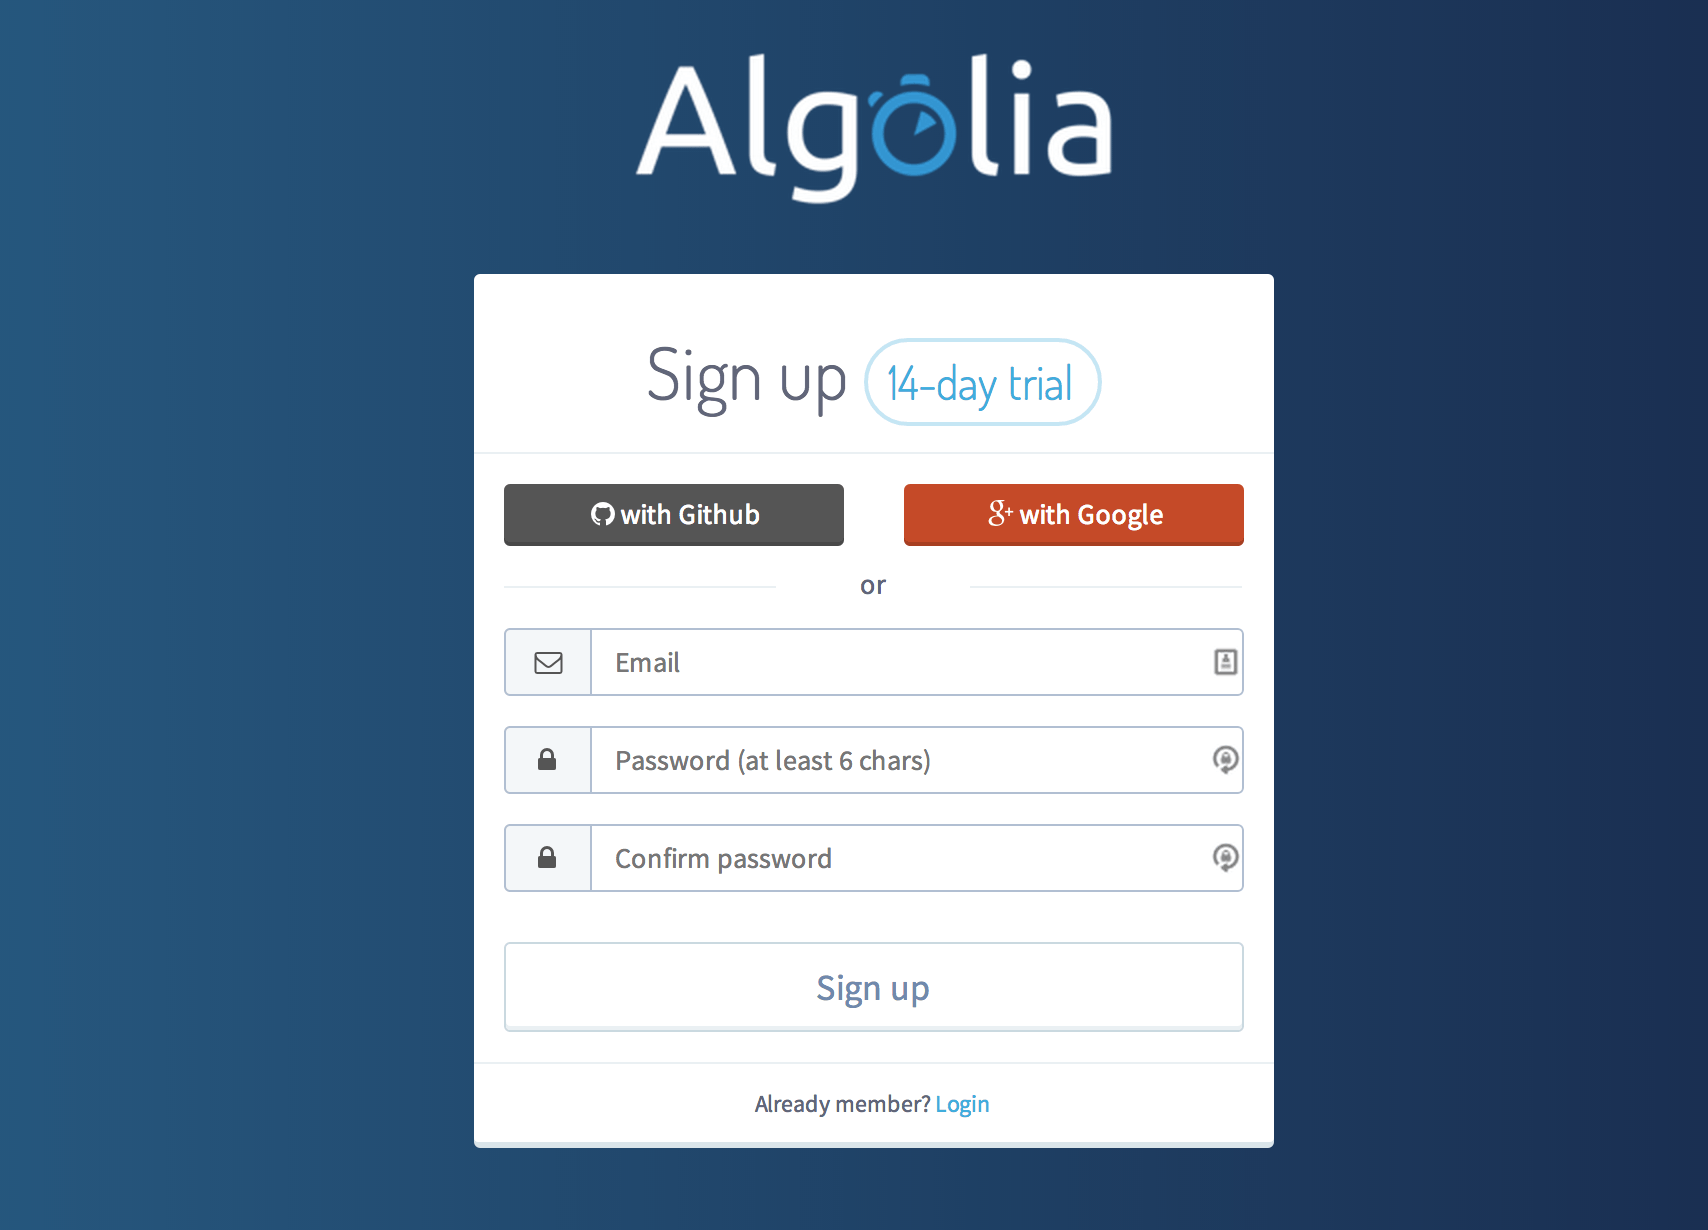 Algolia
Sign up 14-day trial
with Github
g+ with Google
or
Email
Password (at least 6 chars)
Confirm password
Sign up
Already member? Login